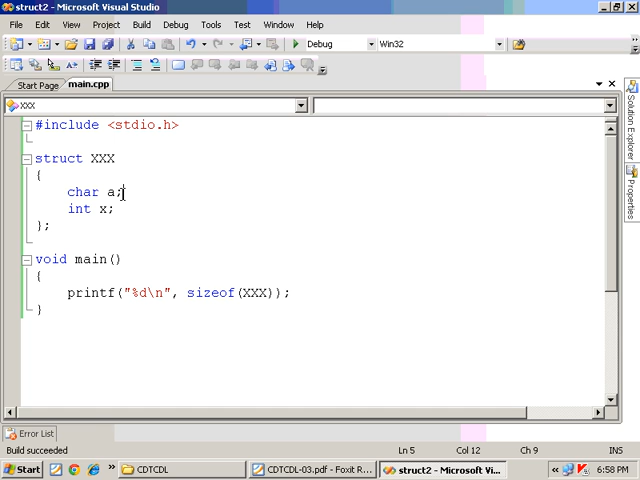 struct2 - Microsoft Visual Studio
File Edit View Project Build Debug Tools Window Help
Debug Win32
Start Page main.cpp
XXX
#include <stdio.h>
struct XXX
{
char a;
int x;
};
void main()
{
printf("%d\n", sizeof(XXX));
}
Solution Explorer
Properties
Error List
Build succeeded Ln 5 Col 12 Ch 9 INS
Start CDTCDL CDTCDL-03.pdf - Foxit R... struct2 - Microsoft Vi... 6:58 PM